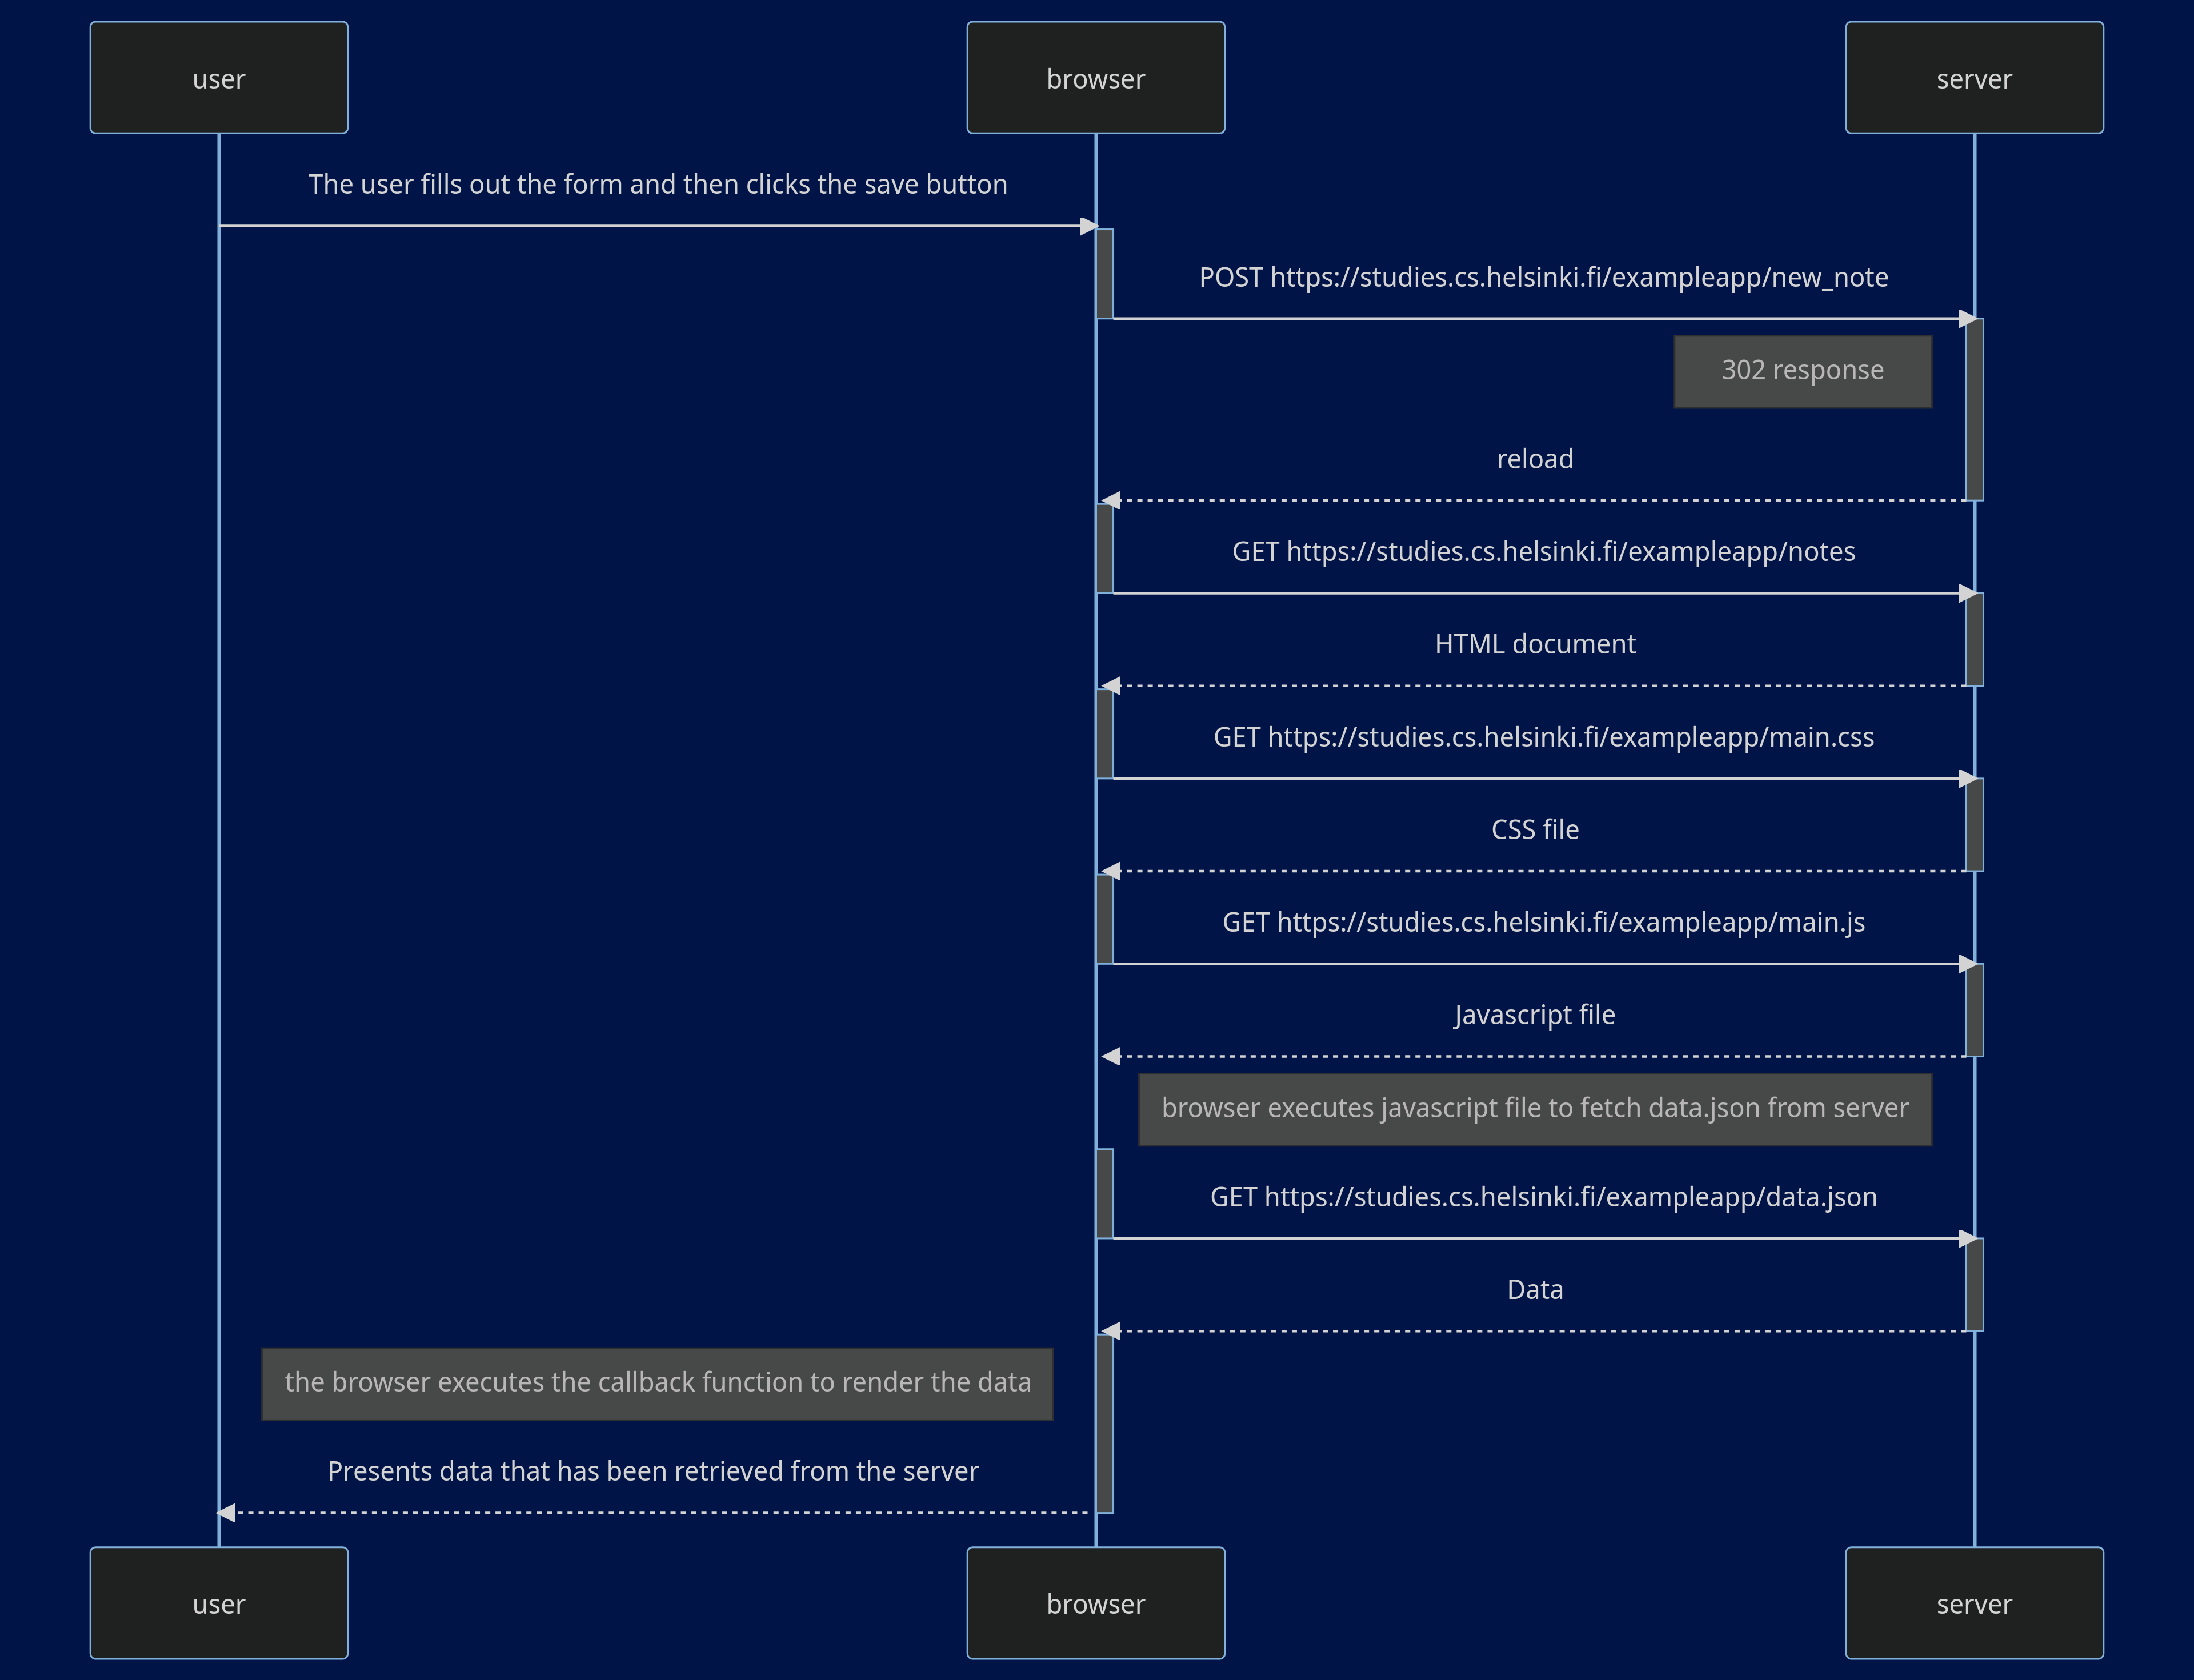 user
browser
server
The user fills out the form and then clicks the save button
POST https://studies.cs.helsinki.fi/exampleapp/new_note
302 response
reload
GET https://studies.cs.helsinki.fi/exampleapp/notes
HTML document
GET https://studies.cs.helsinki.fi/exampleapp/main.css
CSS file
GET https://studies.cs.helsinki.fi/exampleapp/main.js
Javascript file
browser executes javascript file to fetch data.json from server
GET https://studies.cs.helsinki.fi/exampleapp/data.json
Data
the browser executes the callback function to render the data
Presents data that has been retrieved from the server
user
browser
server